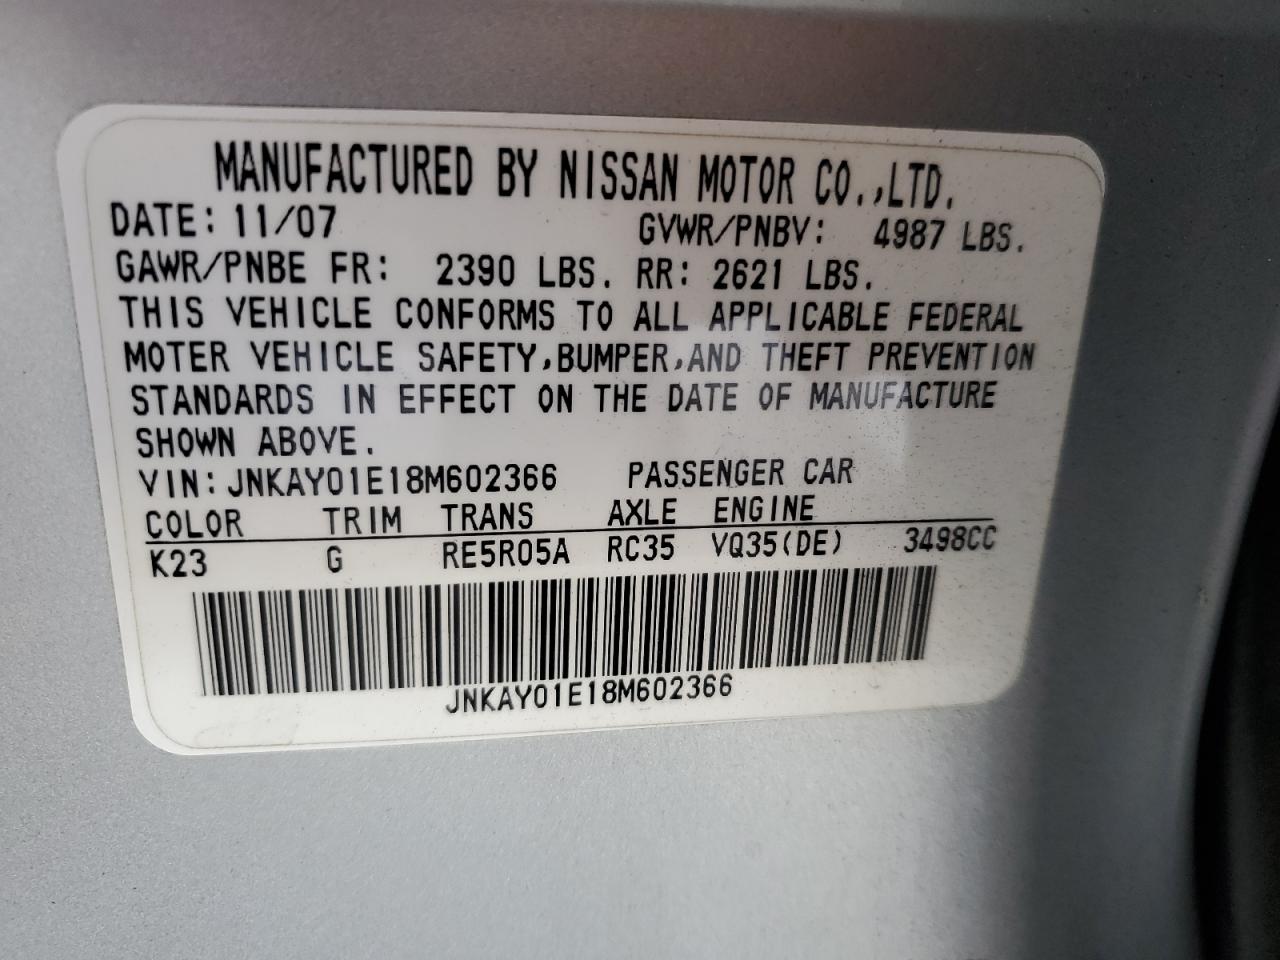 MANUFACTURED BY NISSAN MOTOR CO.,LTD.
DATE: 11/07 GVWR/PNBV: 4987 LBS.
GAWR/PNBE FR: 2390 LBS. RR: 2621 LBS.
THIS VEHICLE CONFORMS TO ALL APPLICABLE FEDERAL
MOTER VEHICLE SAFETY,BUMPER,AND THEFT PREVENTION
STANDARDS IN EFFECT ON THE DATE OF MANUFACTURE
SHOWN ABOVE.
VIN: JNKAY01E18M602366 PASSENGER CAR
COLOR TRIM TRANS AXLE ENGINE
K23 G RE5R05A RC35 VQ35(DE) 3498CC
JNKAY01E18M602366